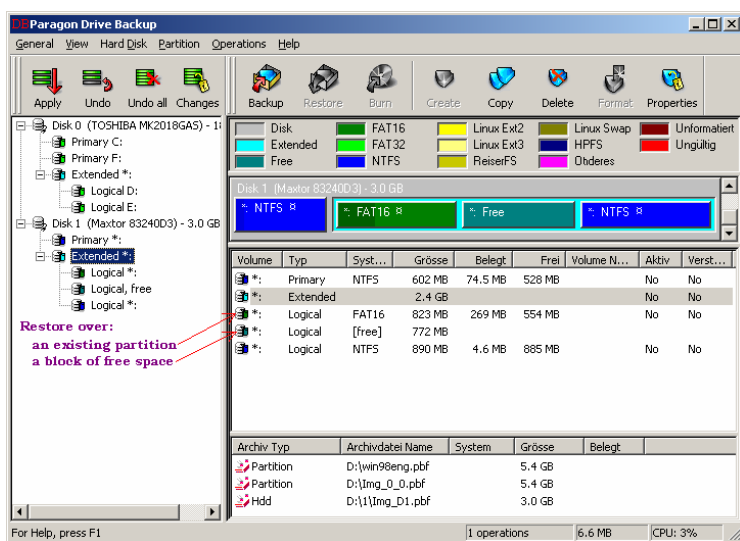 DB Paragon Drive Backup
General View Hard Disk Partition Operations Help
Apply Undo Undo all Changes Backup Restore Burn Create Copy Delete Format Properties
Disk 0 (TOSHIBA MK2018GAS) - 18
Primary C:
Primary F:
Extended *:
Logical D:
Logical E:
Disk 1 (Maxtor 83240D3) - 3.0 GB
Primary *:
Extended *:
Logical *:
Logical, free
Logical *:
Restore over:
an existing partition
a block of free space
Disk FAT16 Linux Ext2 Linux Swap Unformatiert
Extended FAT32 Linux Ext3 HPFS Ungültig
Free NTFS ReiserFS Otderes
Disk 1 (Maxtor 83240D3) - 3.0 GB
*: NTFS ¤ *: FAT16 ¤ *: Free *: NTFS ¤
Volume Typ Syst... Grösse Belegt Frei Volume N... Aktiv Verst...
*: Primary NTFS 602 MB 74.5 MB 528 MB No No
*: Extended 2.4 GB No No
*: Logical FAT16 823 MB 269 MB 554 MB No No
*: Logical [free] 772 MB
*: Logical NTFS 890 MB 4.6 MB 885 MB No No
Archiv Typ Archivdatei Name System Grösse Belegt
Partition D:\win98eng.pbf 5.4 GB
Partition D:\Img_0_0.pbf 5.4 GB
Hdd D:\1\Img_D1.pbf 3.0 GB
For Help, press F1 1 operations 6.6 MB CPU: 3%